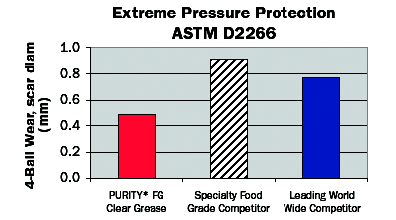 Extreme Pressure Protection
ASTM D2266
4-Ball Wear, scar diam
(mm)
1.0
0.8
0.6
0.4
0.2
0.0
PURITY* FG
Clear Grease
Specialty Food
Grade Competitor
Leading World
Wide Competitor